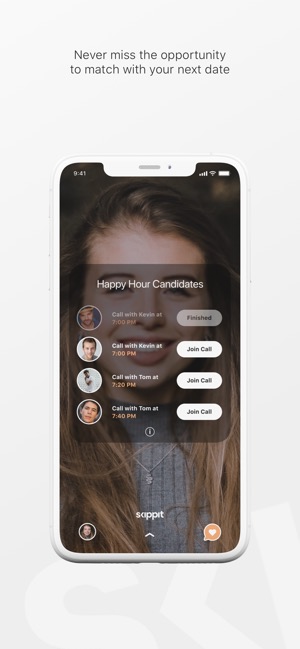 Never miss the opportunity
to match with your next date
9:41
Happy Hour Candidates
Call with Kevin at
7:00 PM
Finished
Call with Kevin at
7:00 PM
Join Call
Call with Tom at
7:20 PM
Join Call
Call with Tom at
7:40 PM
Join Call
skippit